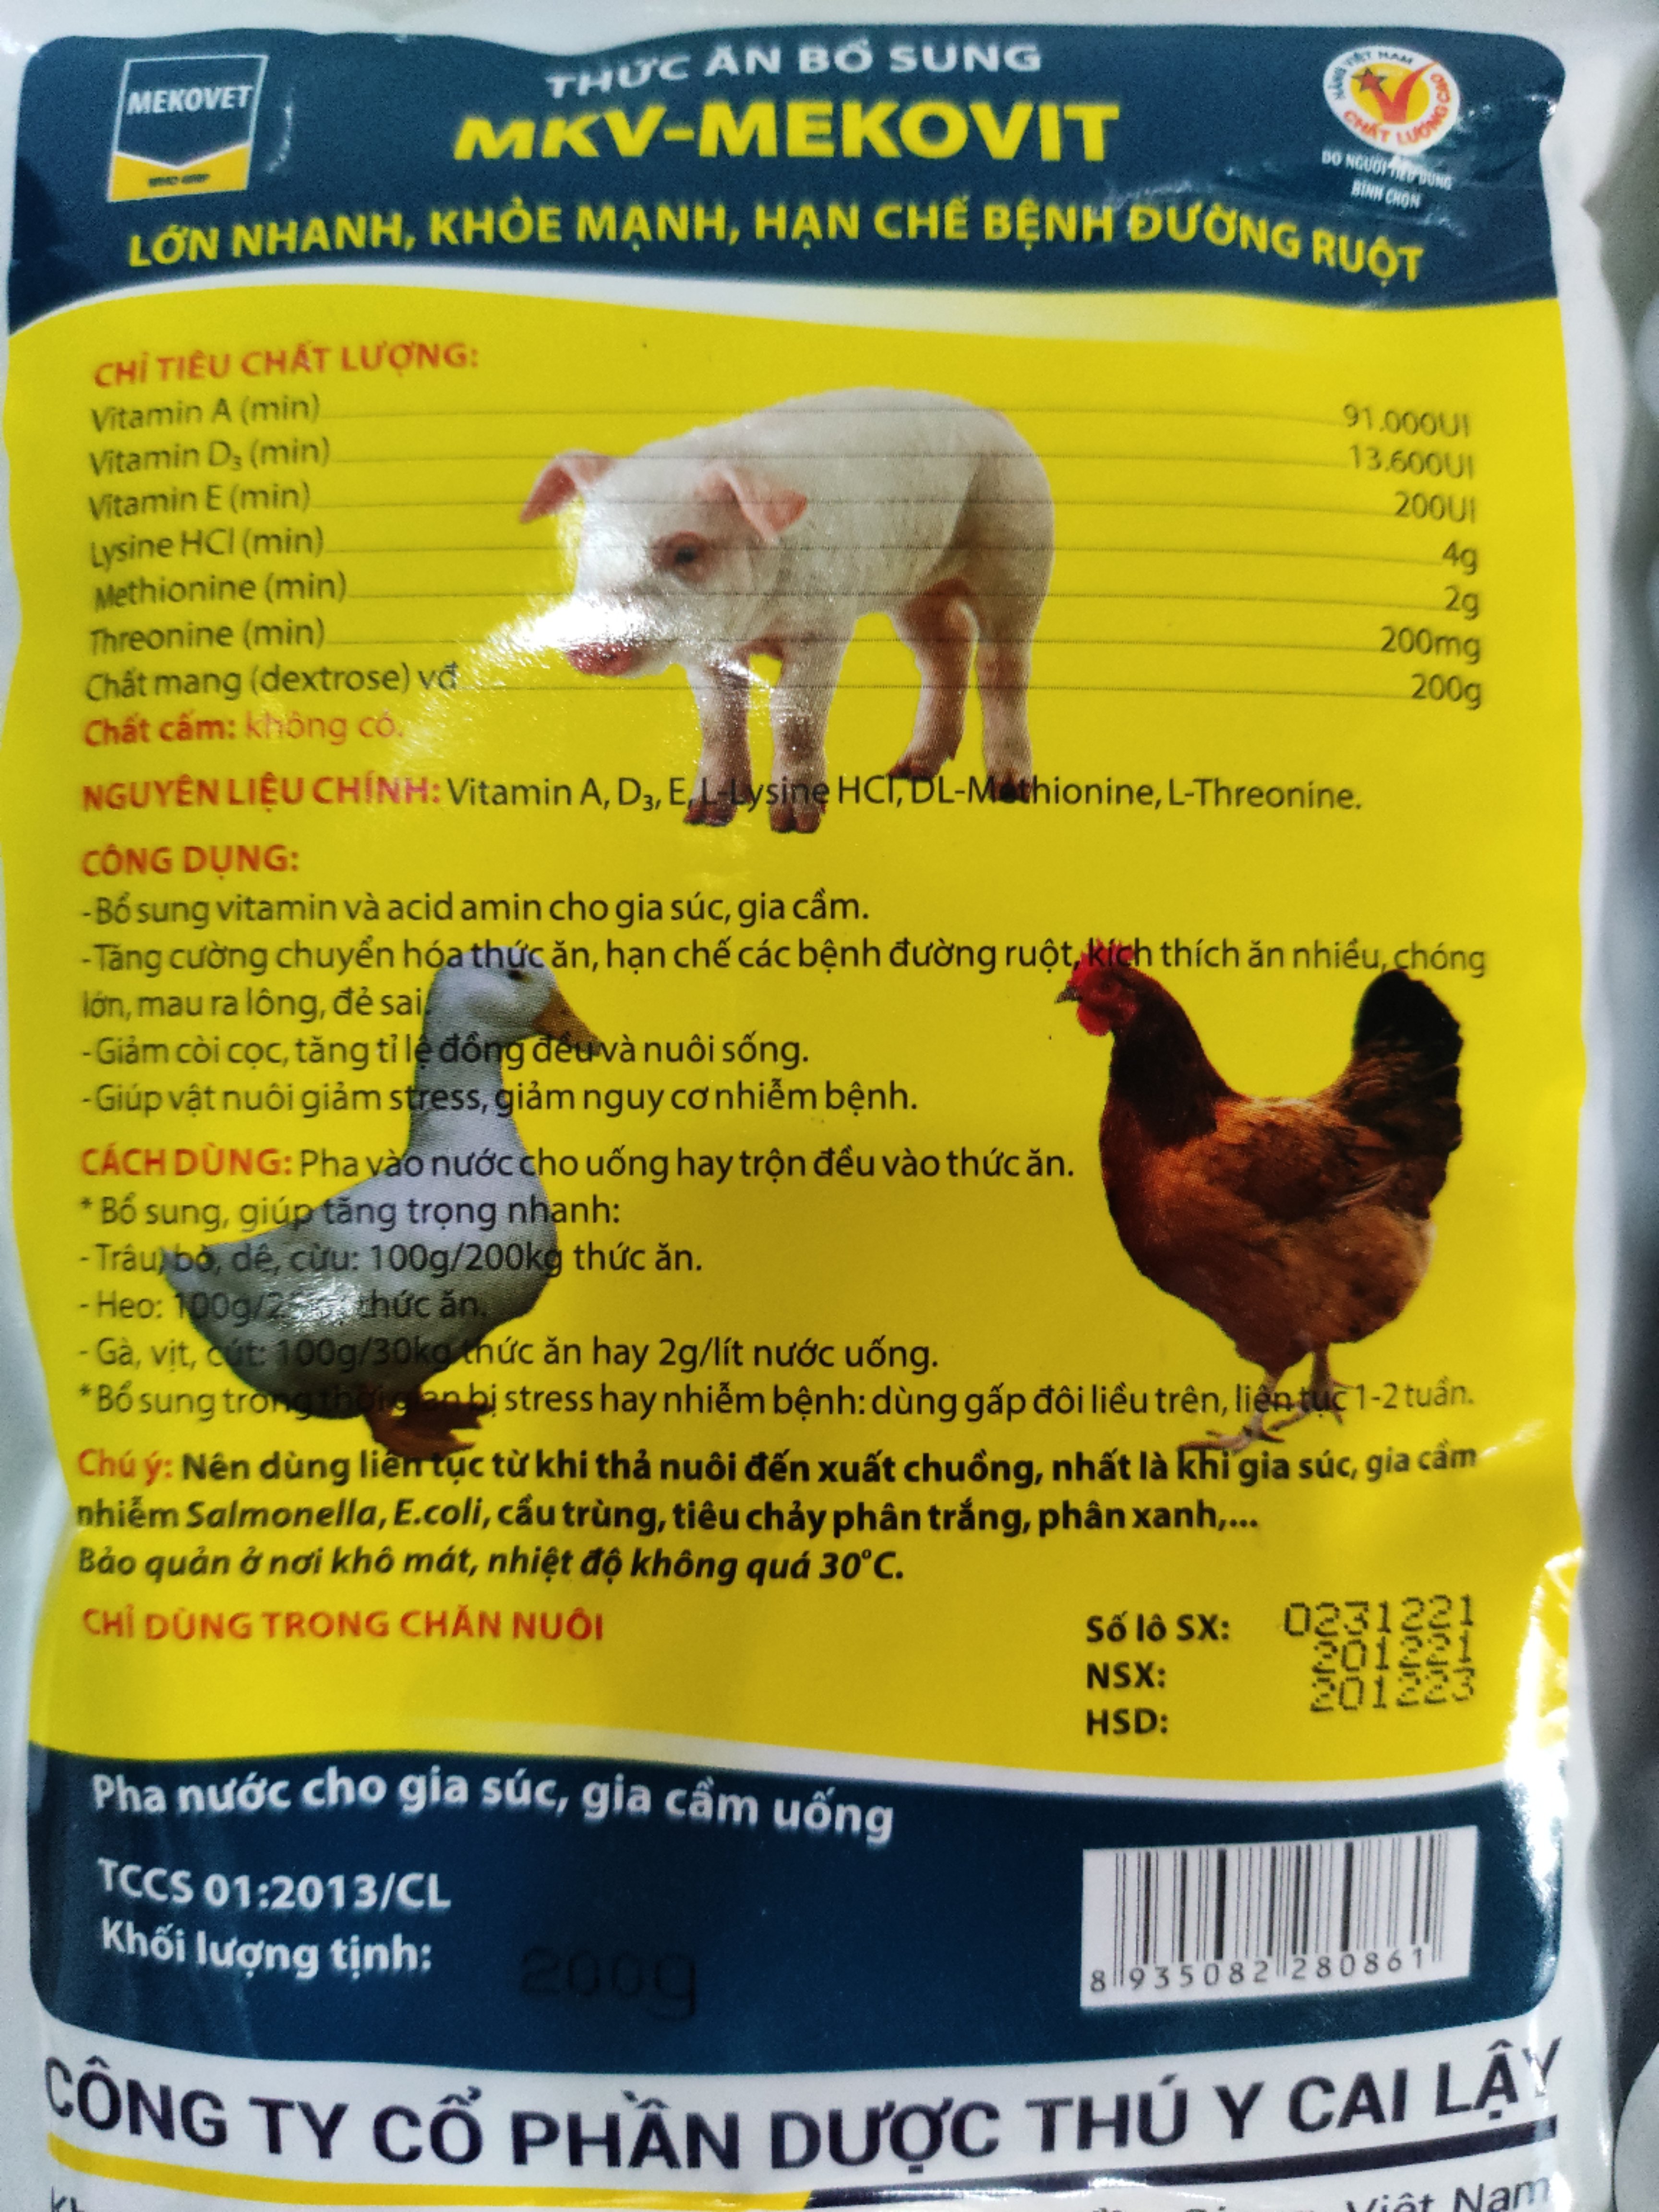 MEKOVET
THỨC ĂN BỔ SUNG
MKV-MEKOVIT
HÀNG VIỆT NAM
CHẤT LƯỢNG CAO
DO NGƯỜI TIÊU DÙNG
BÌNH CHỌN
LỚN NHANH, KHỎE MẠNH, HẠN CHẾ BỆNH ĐƯỜNG RUỘT
CHỈ TIÊU CHẤT LƯỢNG:
Vitamin A (min) 91.000UI
Vitamin D₃ (min) 13.600UI
Vitamin E (min) 200UI
Lysine HCl (min) 4g
Methionine (min) 2g
Threonine (min) 200mg
Chất mang (dextrose) vđ 200g
Chất cấm: không có.
NGUYÊN LIỆU CHÍNH: Vitamin A, D₃, E, L-Lysine HCl, DL-Methionine, L-Threonine.
CÔNG DỤNG:
-Bổ sung vitamin và acid amin cho gia súc, gia cầm.
-Tăng cường chuyển hóa thức ăn, hạn chế các bệnh đường ruột, kích thích ăn nhiều, chóng
lớn, mau ra lông, đẻ sai.
-Giảm còi cọc, tăng tỉ lệ đồng đều và nuôi sống.
-Giúp vật nuôi giảm stress, giảm nguy cơ nhiễm bệnh.
CÁCH DÙNG: Pha vào nước cho uống hay trộn đều vào thức ăn.
* Bổ sung, giúp tăng trọng nhanh:
- Trâu, bò, dê, cừu: 100g/200kg thức ăn.
- Heo: thức ăn.
- Gà, vịt, cút: 100g/30kg thức ăn hay 2g/lít nước uống.
*Bổ sung trong thời gian bị stress hay nhiễm bệnh: dùng gấp đôi liều trên, liên tục 1-2 tuần.
Chú ý: Nên dùng liên tục từ khi thả nuôi đến xuất chuồng, nhất là khi gia súc, gia cầm
nhiễm Salmonella, E.coli, cầu trùng, tiêu chảy phân trắng, phân xanh,...
Bảo quản ở nơi khô mát, nhiệt độ không quá 30°C.
CHỈ DÙNG TRONG CHĂN NUÔI
Số lô SX: 0231221
NSX: 201221
HSD: 201223
Pha nước cho gia súc, gia cầm uống
TCCS 01:2013/CL
Khối lượng tịnh: 200g
8 935082 280861
CÔNG TY CỔ PHẦN DƯỢC THÚ Y CAI LẬY
Việt Nam